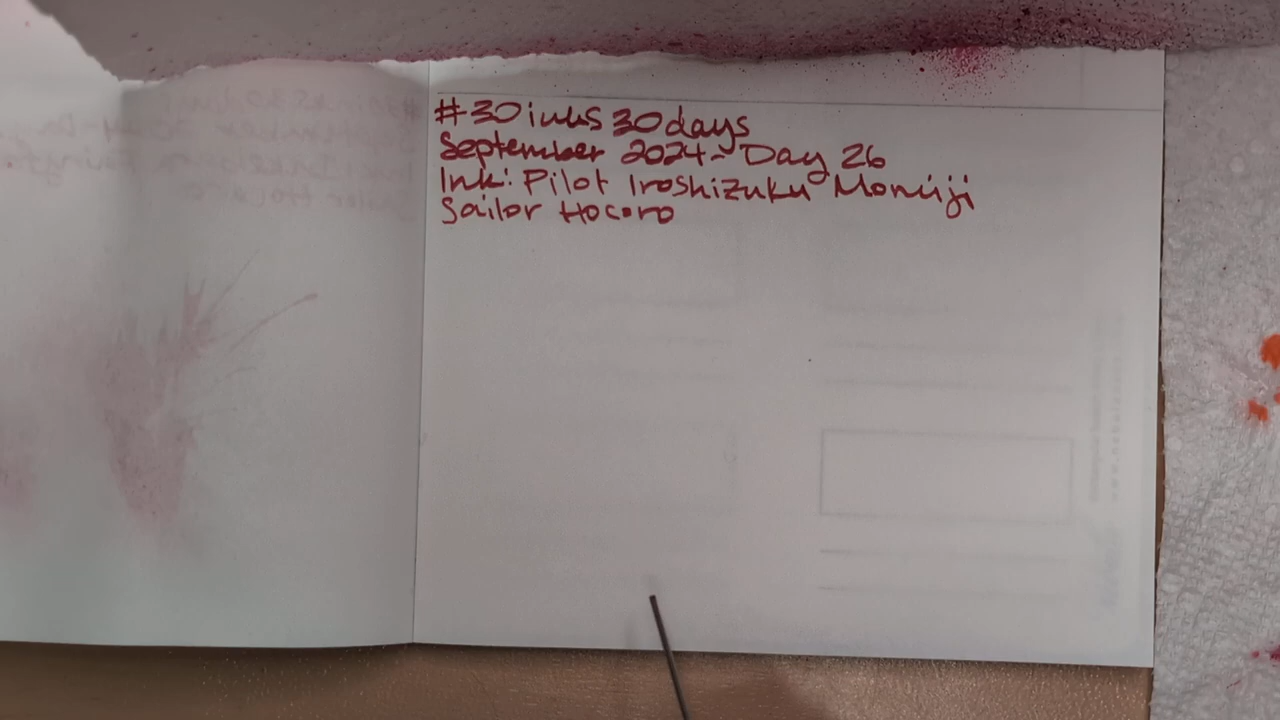 #30inks30days
September 2024 - Day 26
Ink: Pilot Iroshizuku Momiji
Sailor Hocoro